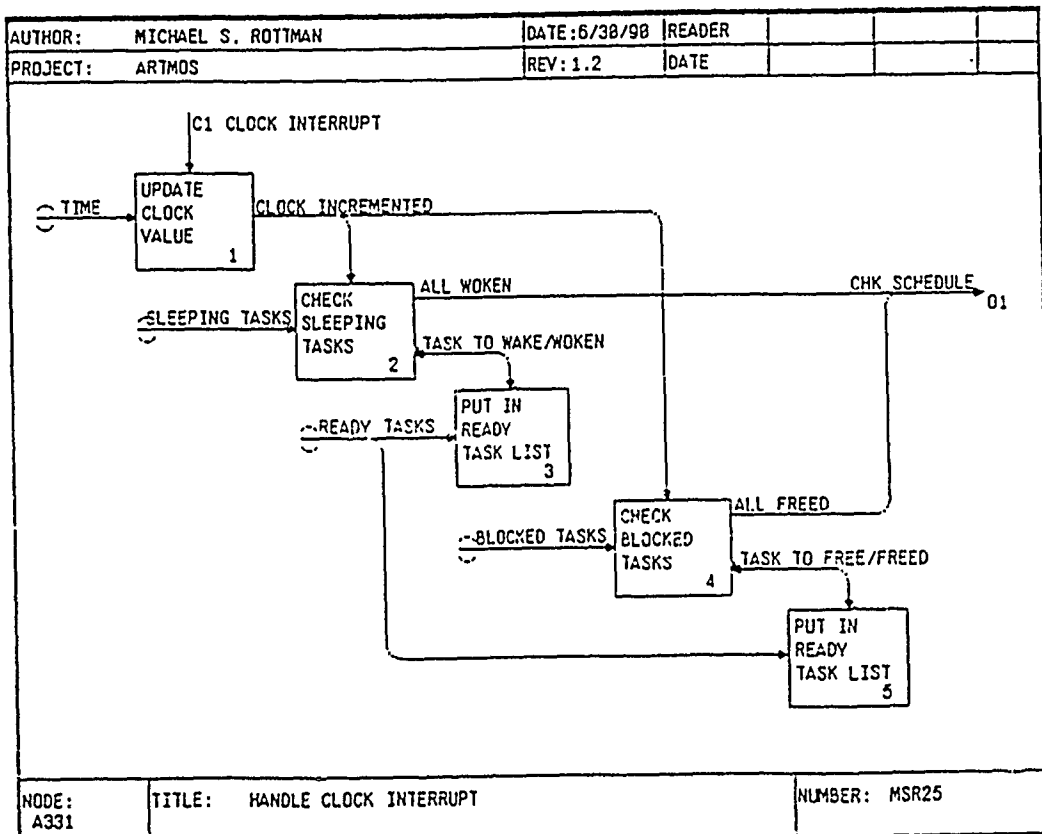 AUTHOR: MICHAEL S. ROTTMAN DATE:6/30/90 READER
PROJECT: ARTMOS REV:1.2 DATE
C1 CLOCK INTERRUPT
TIME
UPDATE
CLOCK
VALUE
1
CLOCK INCREMENTED
SLEEPING TASKS
CHECK
SLEEPING
TASKS
2
ALL WOKEN
CHK SCHEDULE
O1
TASK TO WAKE/WOKEN
READY TASKS
PUT IN
READY
TASK LIST
3
BLOCKED TASKS
CHECK
BLOCKED
TASKS
4
ALL FREED
TASK TO FREE/FREED
PUT IN
READY
TASK LIST
5
NODE: TITLE: HANDLE CLOCK INTERRUPT NUMBER: MSR25
A331